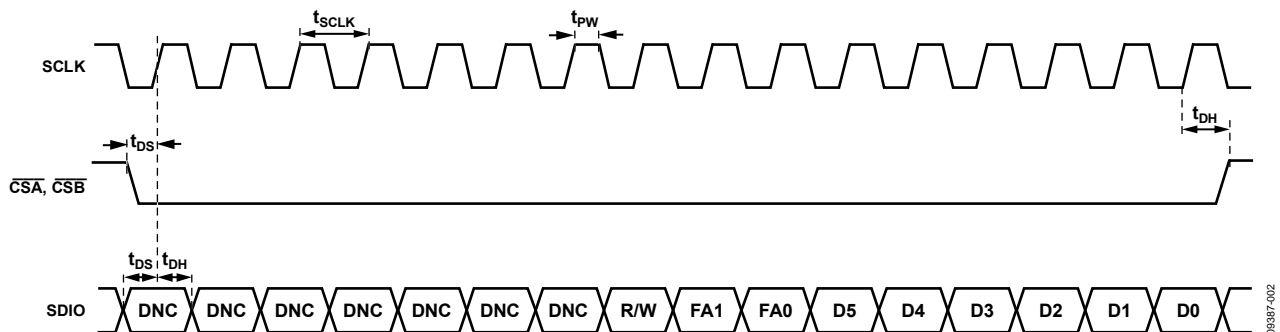 tSCLK
tPW
SCLK
tDS
tDH
CSA, CSB
tDS tDH
SDIO DNC DNC DNC DNC DNC DNC DNC R/W FA1 FA0 D5 D4 D3 D2 D1 D0
09387-002